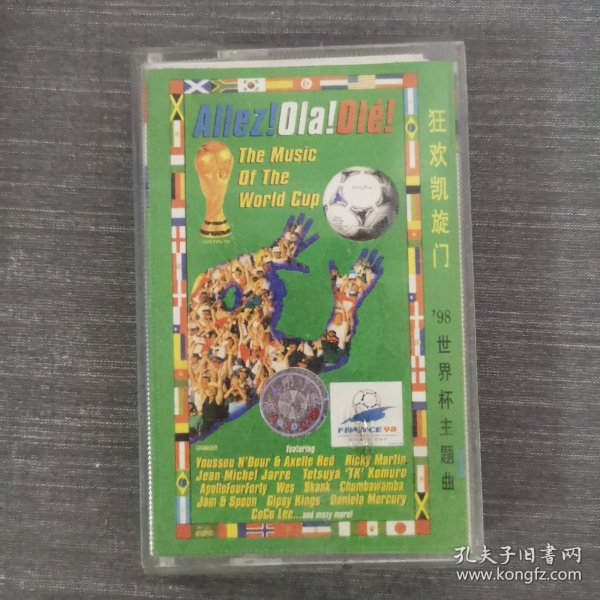 Allez!Ola!Olé!
The Music
Of The
World Cup
狂欢凯旋门
'98世界杯主题曲
FRANCE 98
featuring
Youssou N'Dour & Axelle Red Ricky Martin
Jean Michel Jarre Tetsuya "TK" Komuro
ApolloFourForty Wes Skank Chumbawamba
Jam & Spoon Gipsy Kings Daniela Mercury
CoCo Lee...and many more!
孔夫子旧书网
www.kongfz.com